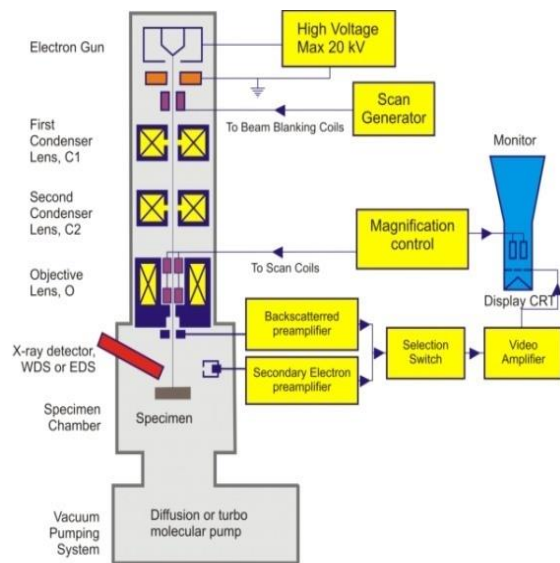 Electron Gun
High Voltage
Max 20 kV
Scan
Generator
To Beam Blanking Coils
First
Condenser
Lens, C1
Monitor
Second
Condenser
Lens, C2
Magnification
control
To Scan Coils
Objective
Lens, O
Display CRT
Backscatterred
preamplifier
X-ray detector,
WDS or EDS
Selection
Switch
Video
Amplifier
Secondary Electron
preamplifier
Specimen
Chamber
Specimen
Vacuum
Pumping
System
Diffusion or turbo
molecular pump